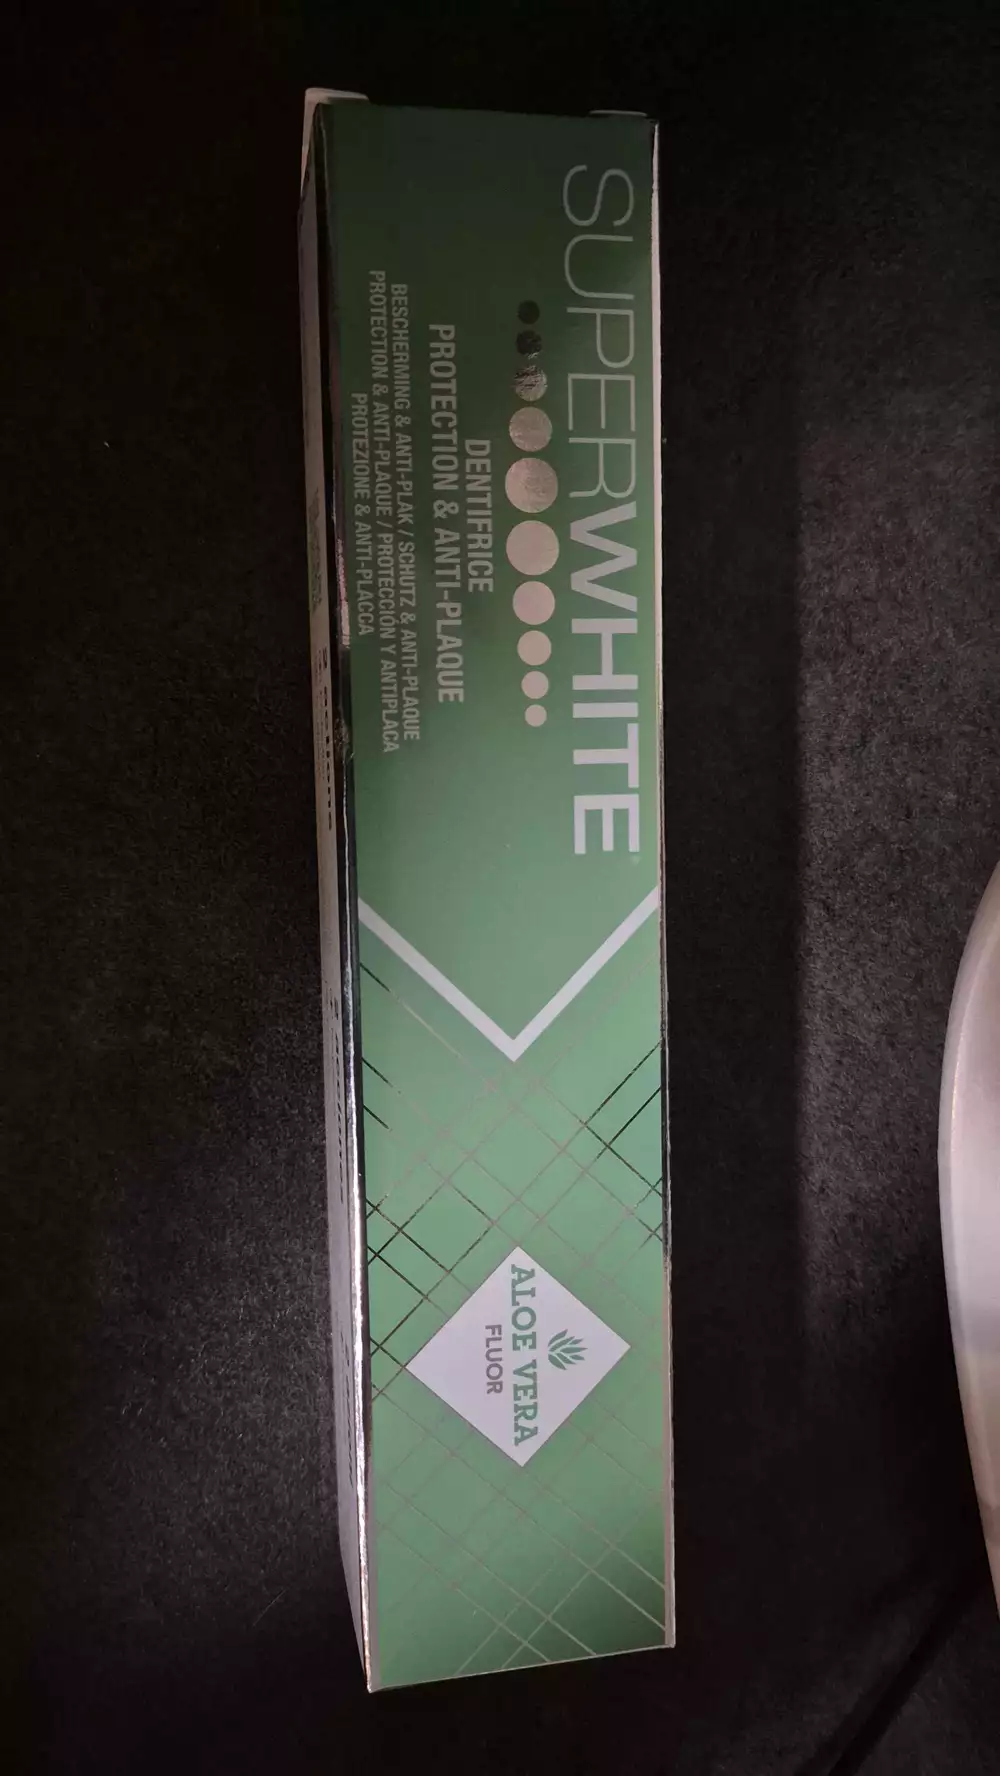 SUPERWHITE
DENTIFRICE
PROTECTION & ANTI-PLAQUE
BESCHERMING & ANTI-PLAK / SCHUTZ & ANTI-PLAQUE
PROTECTION & ANTI-PLAQUE / PROTECCIÓN Y ANTIPLACA
PROTEZIONE & ANTI-PLACCA
ALOE VERA
FLUOR